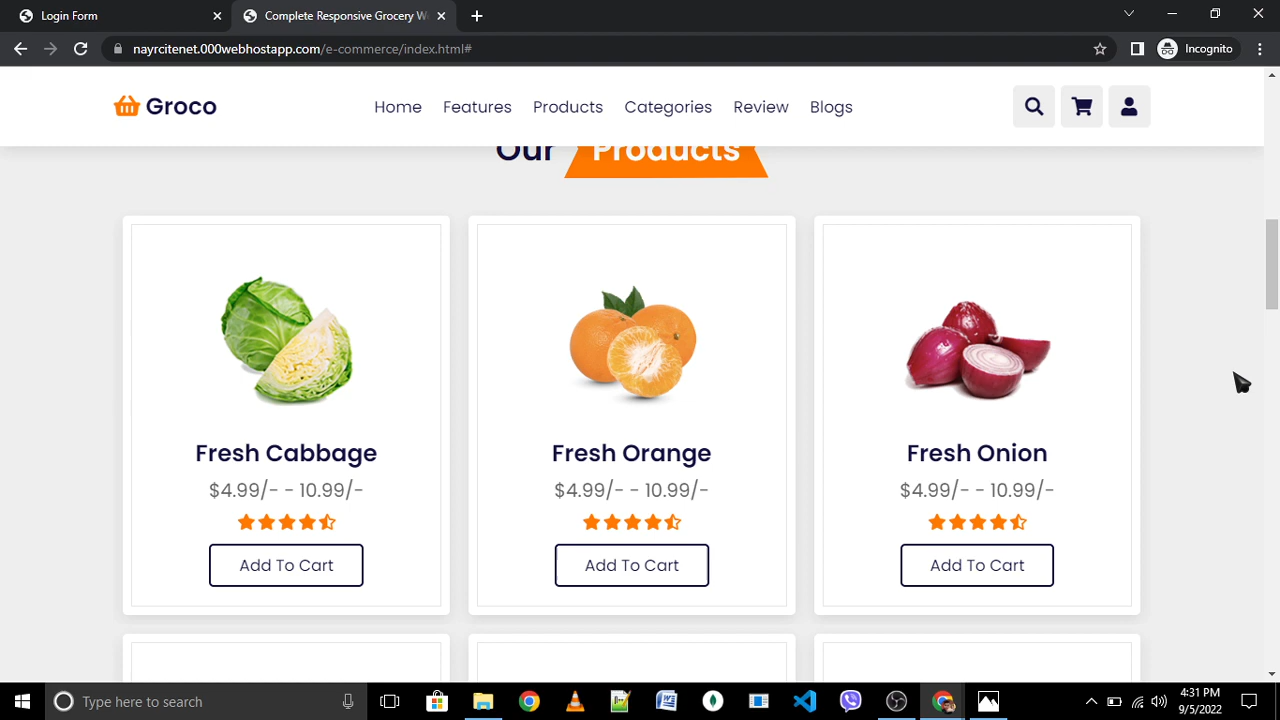 Login Form
Complete Responsive Grocery W
nayrcitenet.000webhostapp.com/e-commerce/index.html#
Incognito
Groco
Home Features Products Categories Review Blogs
Our Products
Fresh Cabbage
$4.99/- - 10.99/-
Add To Cart
Fresh Orange
$4.99/- - 10.99/-
Add To Cart
Fresh Onion
$4.99/- - 10.99/-
Add To Cart
Type here to search
4:31 PM
9/5/2022